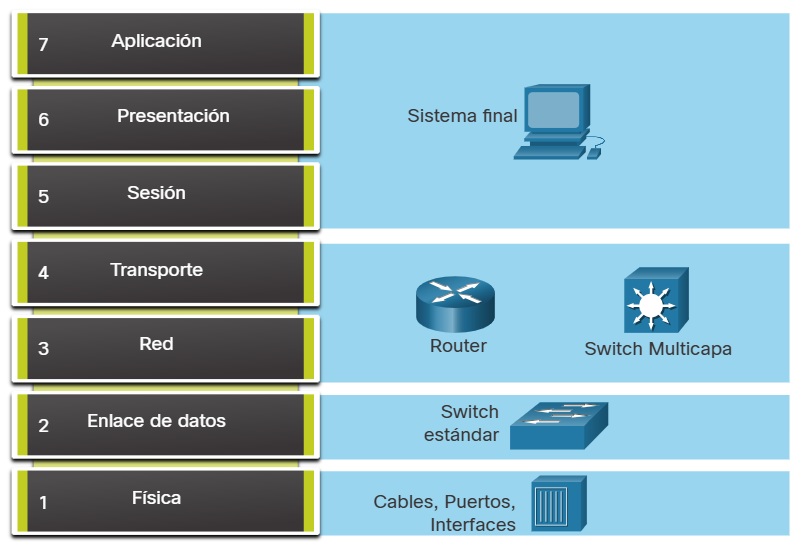 7 Aplicación
6 Presentación
Sistema final
5 Sesión
4 Transporte
3 Red
Router
Switch Multicapa
2 Enlace de datos
Switch
estándar
1 Física
Cables, Puertos,
Interfaces